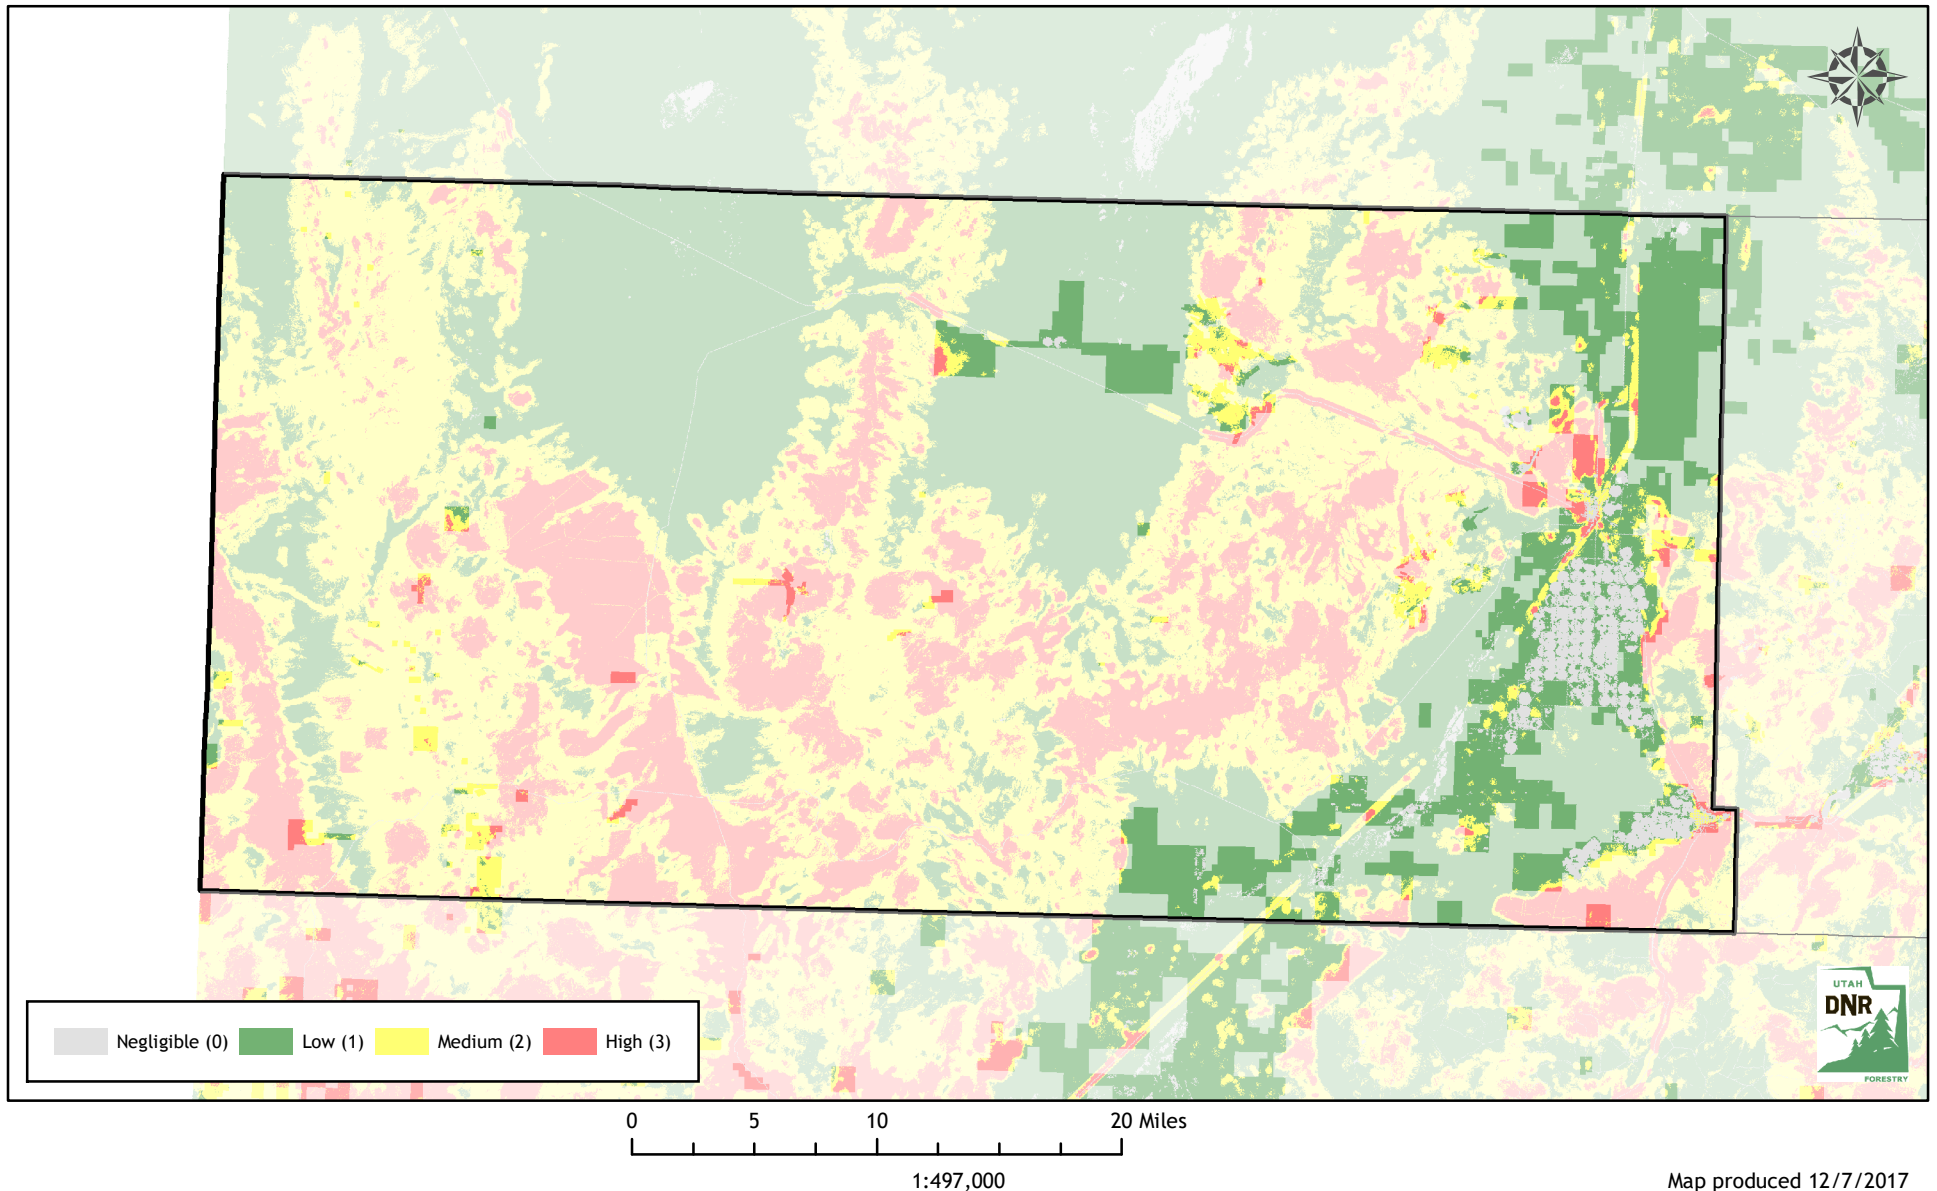 UTAH
DNR
FORESTRY
Negligible (0) Low (1) Medium (2) High (3)
0 5 10 20 Miles
1:497,000
Map produced 12/7/2017